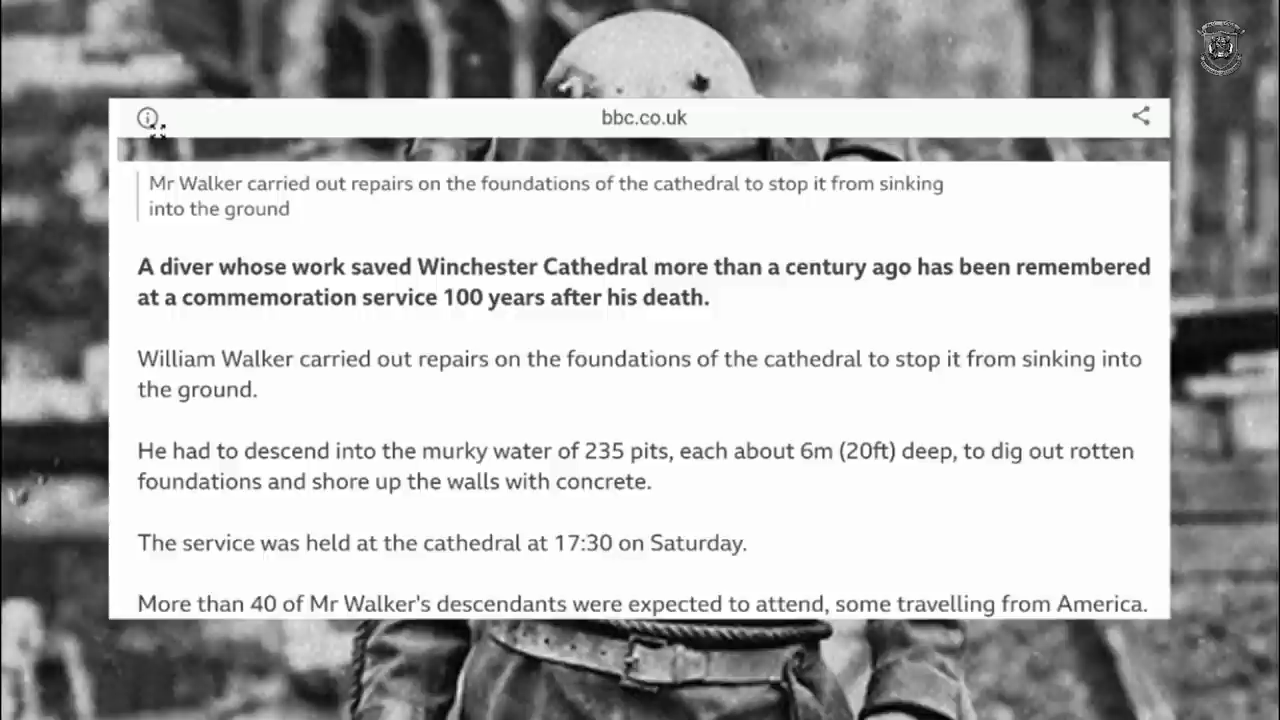 bbc.co.uk
Mr Walker carried out repairs on the foundations of the cathedral to stop it from sinking
into the ground
A diver whose work saved Winchester Cathedral more than a century ago has been remembered
at a commemoration service 100 years after his death.
William Walker carried out repairs on the foundations of the cathedral to stop it from sinking into
the ground.
He had to descend into the murky water of 235 pits, each about 6m (20ft) deep, to dig out rotten
foundations and shore up the walls with concrete.
The service was held at the cathedral at 17:30 on Saturday.
More than 40 of Mr Walker's descendants were expected to attend, some travelling from America.